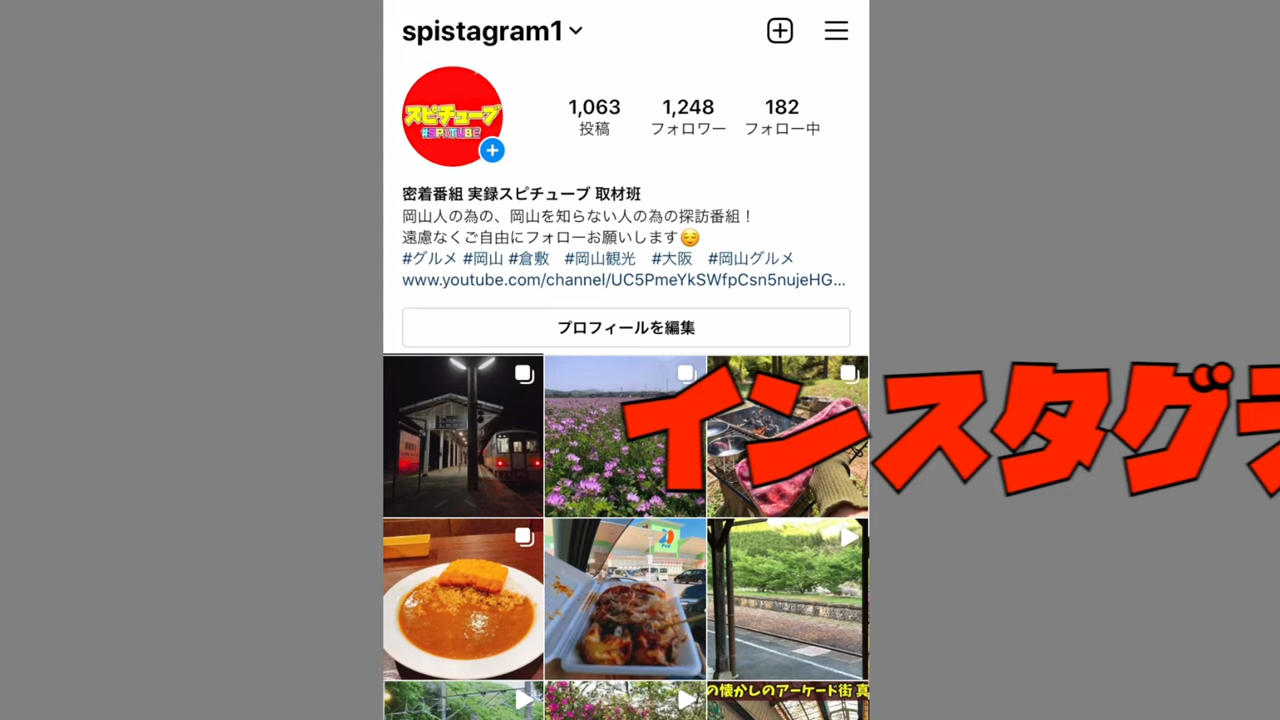 spistagram1
スピチューブ
#SPITUBE
1,063
投稿
1,248
フォロワー
182
フォロー中
密着番組 実録スピチューブ 取材班
岡山人の為の、岡山を知らない人の為の探訪番組！
遠慮なくご自由にフォローお願いします😌
#グルメ #岡山 #倉敷　#岡山観光　#大阪　#岡山グルメ
www.youtube.com/channel/UC5PmeYkSWfpCsn5nujeHG...
プロフィールを編集
インスタグラ
の懐かしのアーケード街 真